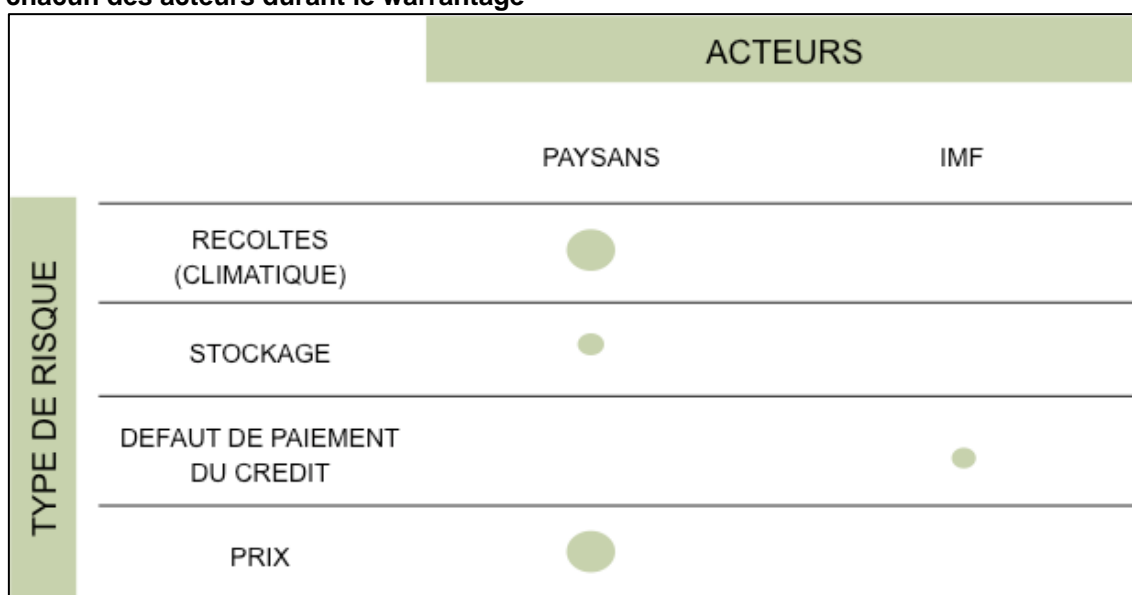 chacun des acteurs durant le warrantage
ACTEURS
PAYSANS IMF
TYPE DE RISQUE
RECOLTES
(CLIMATIQUE)
STOCKAGE
DEFAUT DE PAIEMENT
DU CREDIT
PRIX